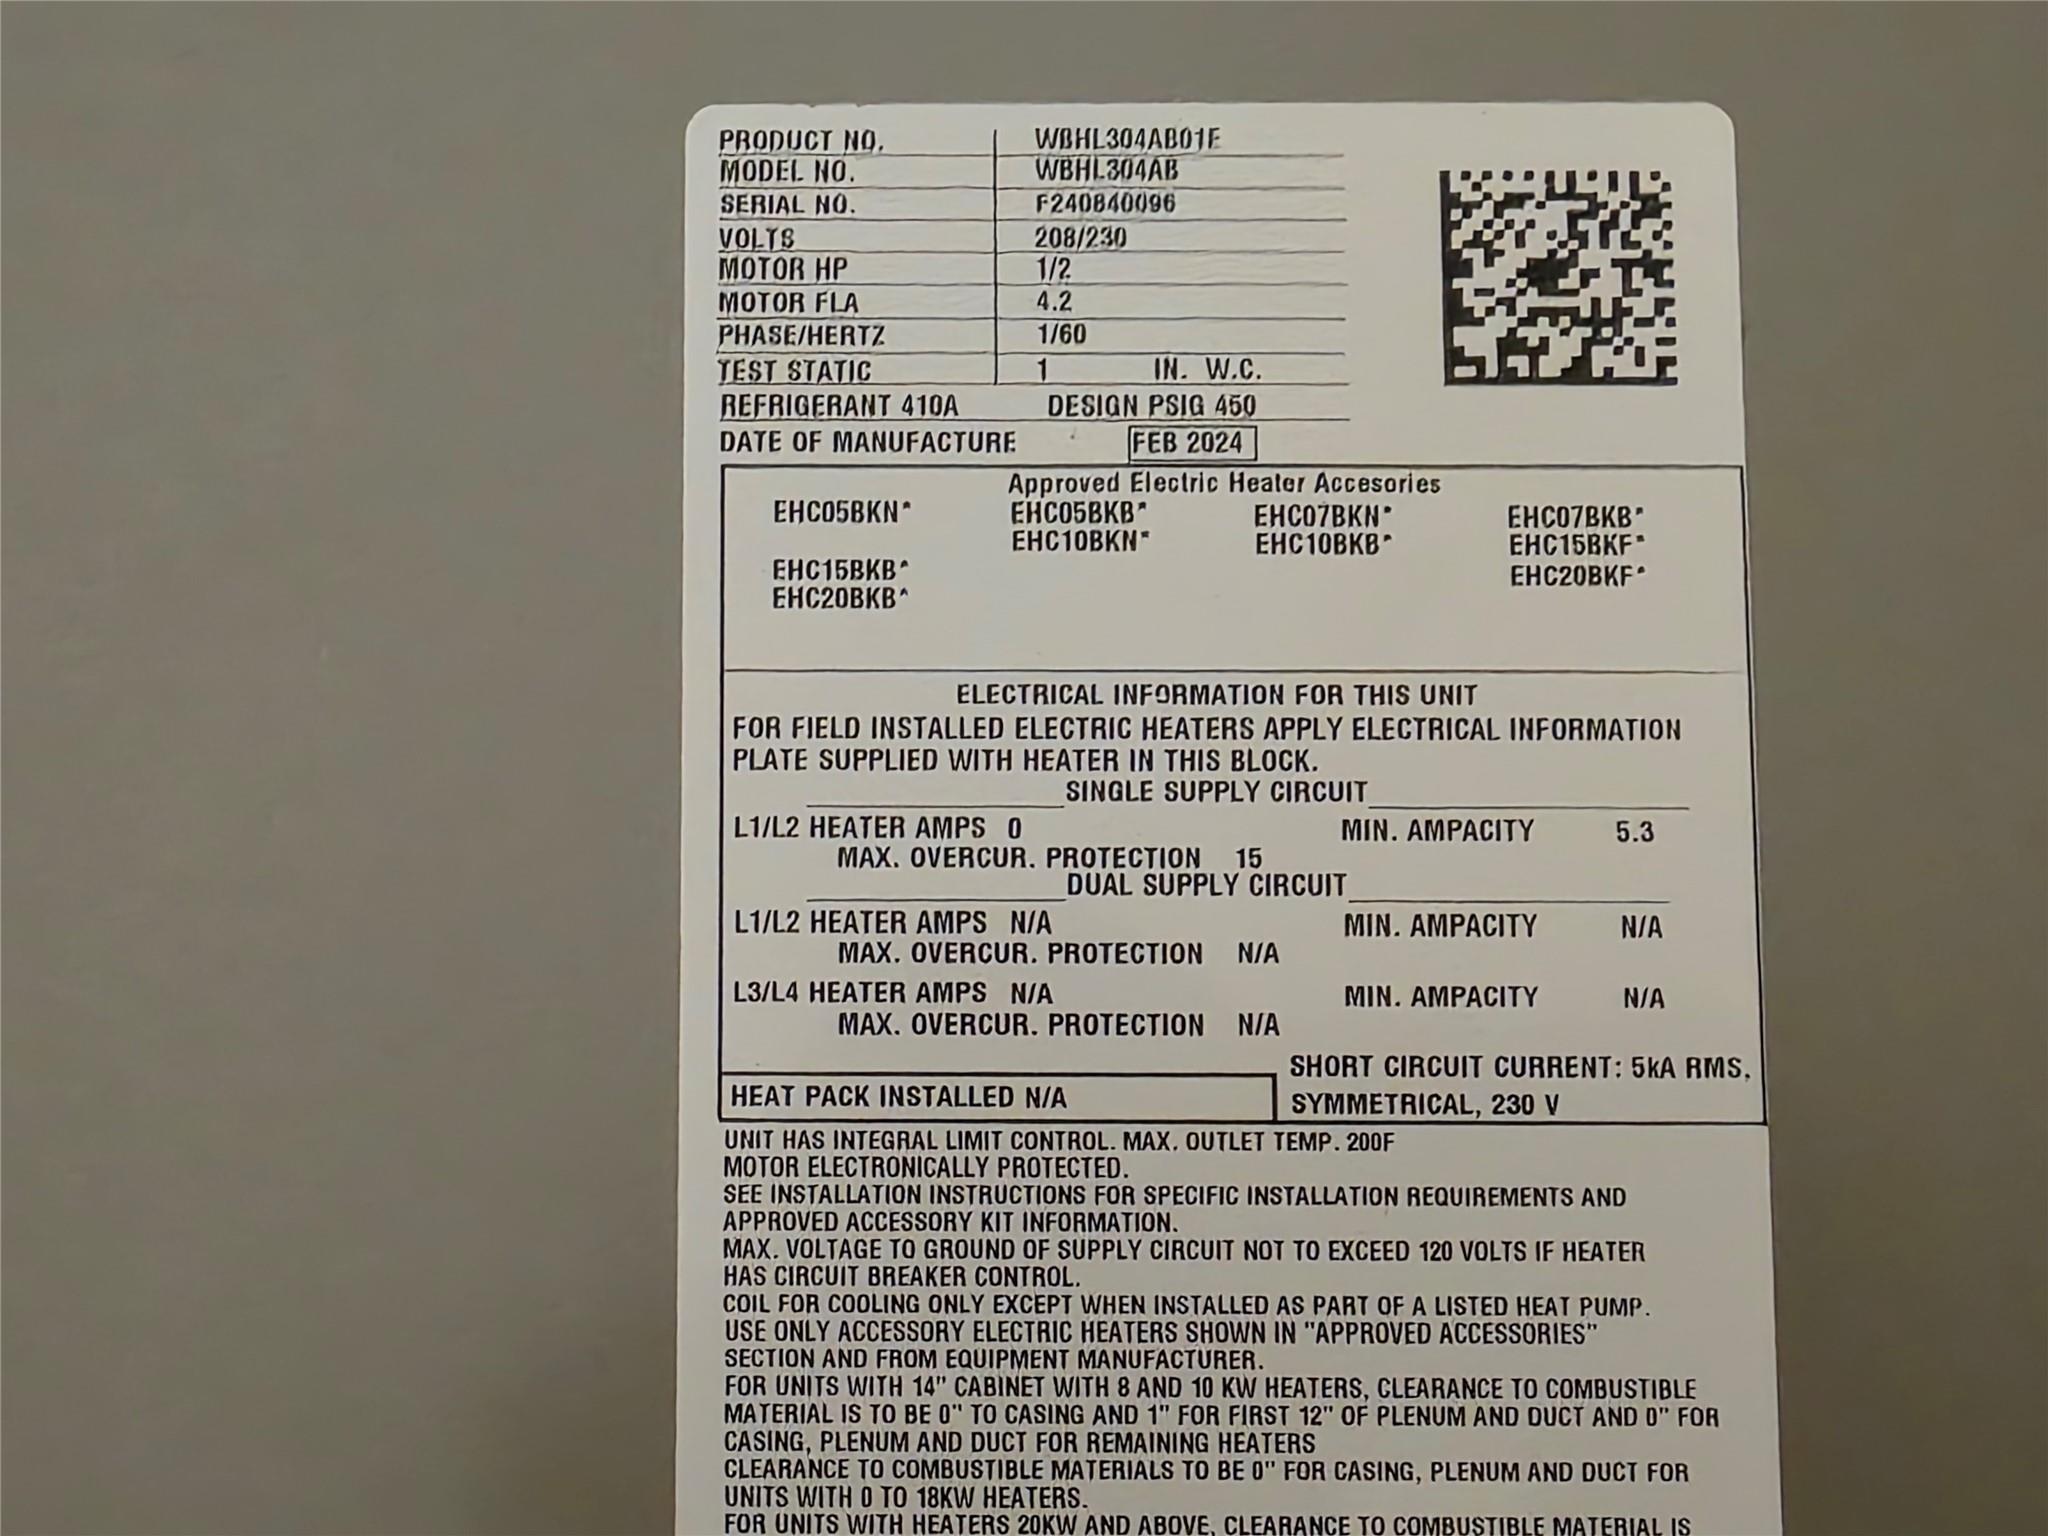 PRODUCT NO. WBHL304AB01E
MODEL NO. WBHL304AB
SERIAL NO. F240840096
VOLTS 208/230
MOTOR HP 1/2
MOTOR FLA 4.2
PHASE/HERTZ 1/60
TEST STATIC 1 IN. W.C.
REFRIGERANT 410A DESIGN PSIG 450
DATE OF MANUFACTURE FEB 2024
Approved Electric Heater Accesories
EHC05BKN* EHC05BKB* EHC07BKN* EHC07BKB*
EHC10BKN* EHC10BKB* EHC15BKF*
EHC15BKB* EHC20BKF*
EHC20BKB*
ELECTRICAL INFORMATION FOR THIS UNIT
FOR FIELD INSTALLED ELECTRIC HEATERS APPLY ELECTRICAL INFORMATION
PLATE SUPPLIED WITH HEATER IN THIS BLOCK.
SINGLE SUPPLY CIRCUIT
L1/L2 HEATER AMPS 0 MIN. AMPACITY 5.3
MAX. OVERCUR. PROTECTION 15
DUAL SUPPLY CIRCUIT
L1/L2 HEATER AMPS N/A MIN. AMPACITY N/A
MAX. OVERCUR. PROTECTION N/A
L3/L4 HEATER AMPS N/A MIN. AMPACITY N/A
MAX. OVERCUR. PROTECTION N/A
SHORT CIRCUIT CURRENT: 5kA RMS,
HEAT PACK INSTALLED N/A SYMMETRICAL, 230 V
UNIT HAS INTEGRAL LIMIT CONTROL. MAX. OUTLET TEMP. 200F
MOTOR ELECTRONICALLY PROTECTED.
SEE INSTALLATION INSTRUCTIONS FOR SPECIFIC INSTALLATION REQUIREMENTS AND
APPROVED ACCESSORY KIT INFORMATION.
MAX. VOLTAGE TO GROUND OF SUPPLY CIRCUIT NOT TO EXCEED 120 VOLTS IF HEATER
HAS CIRCUIT BREAKER CONTROL.
COIL FOR COOLING ONLY EXCEPT WHEN INSTALLED AS PART OF A LISTED HEAT PUMP.
USE ONLY ACCESSORY ELECTRIC HEATERS SHOWN IN "APPROVED ACCESSORIES"
SECTION AND FROM EQUIPMENT MANUFACTURER.
FOR UNITS WITH 14" CABINET WITH 8 AND 10 KW HEATERS, CLEARANCE TO COMBUSTIBLE
MATERIAL IS TO BE 0" TO CASING AND 1" FOR FIRST 12" OF PLENUM AND DUCT AND 0" FOR
CASING, PLENUM AND DUCT FOR REMAINING HEATERS
CLEARANCE TO COMBUSTIBLE MATERIALS TO BE 0" FOR CASING, PLENUM AND DUCT FOR
UNITS WITH 0 TO 18KW HEATERS.
FOR UNITS WITH HEATERS 20KW AND ABOVE, CLEARANCE TO COMBUSTIBLE MATERIAL IS